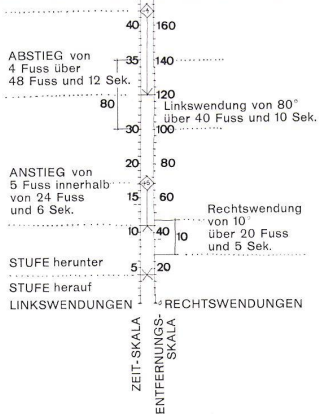 40 160
ABSTIEG von
4 Fuss über
48 Fuss und 12 Sek.
35 140
120
80
Linkswendung von 80°
über 40 Fuss und 10 Sek.
30 100
20 80
ANSTIEG von
5 Fuss innerhalb
von 24 Fuss
und 6 Sek.
+5
15 60
Rechtswendung
von 10°
über 20 Fuss
und 5 Sek.
10 40
10
STUFE herunter
5 20
STUFE herauf
LINKSWENDUNGEN
RECHTSWENDUNGEN
ZEIT-SKALA
ENTFERNUNGS-
SKALA